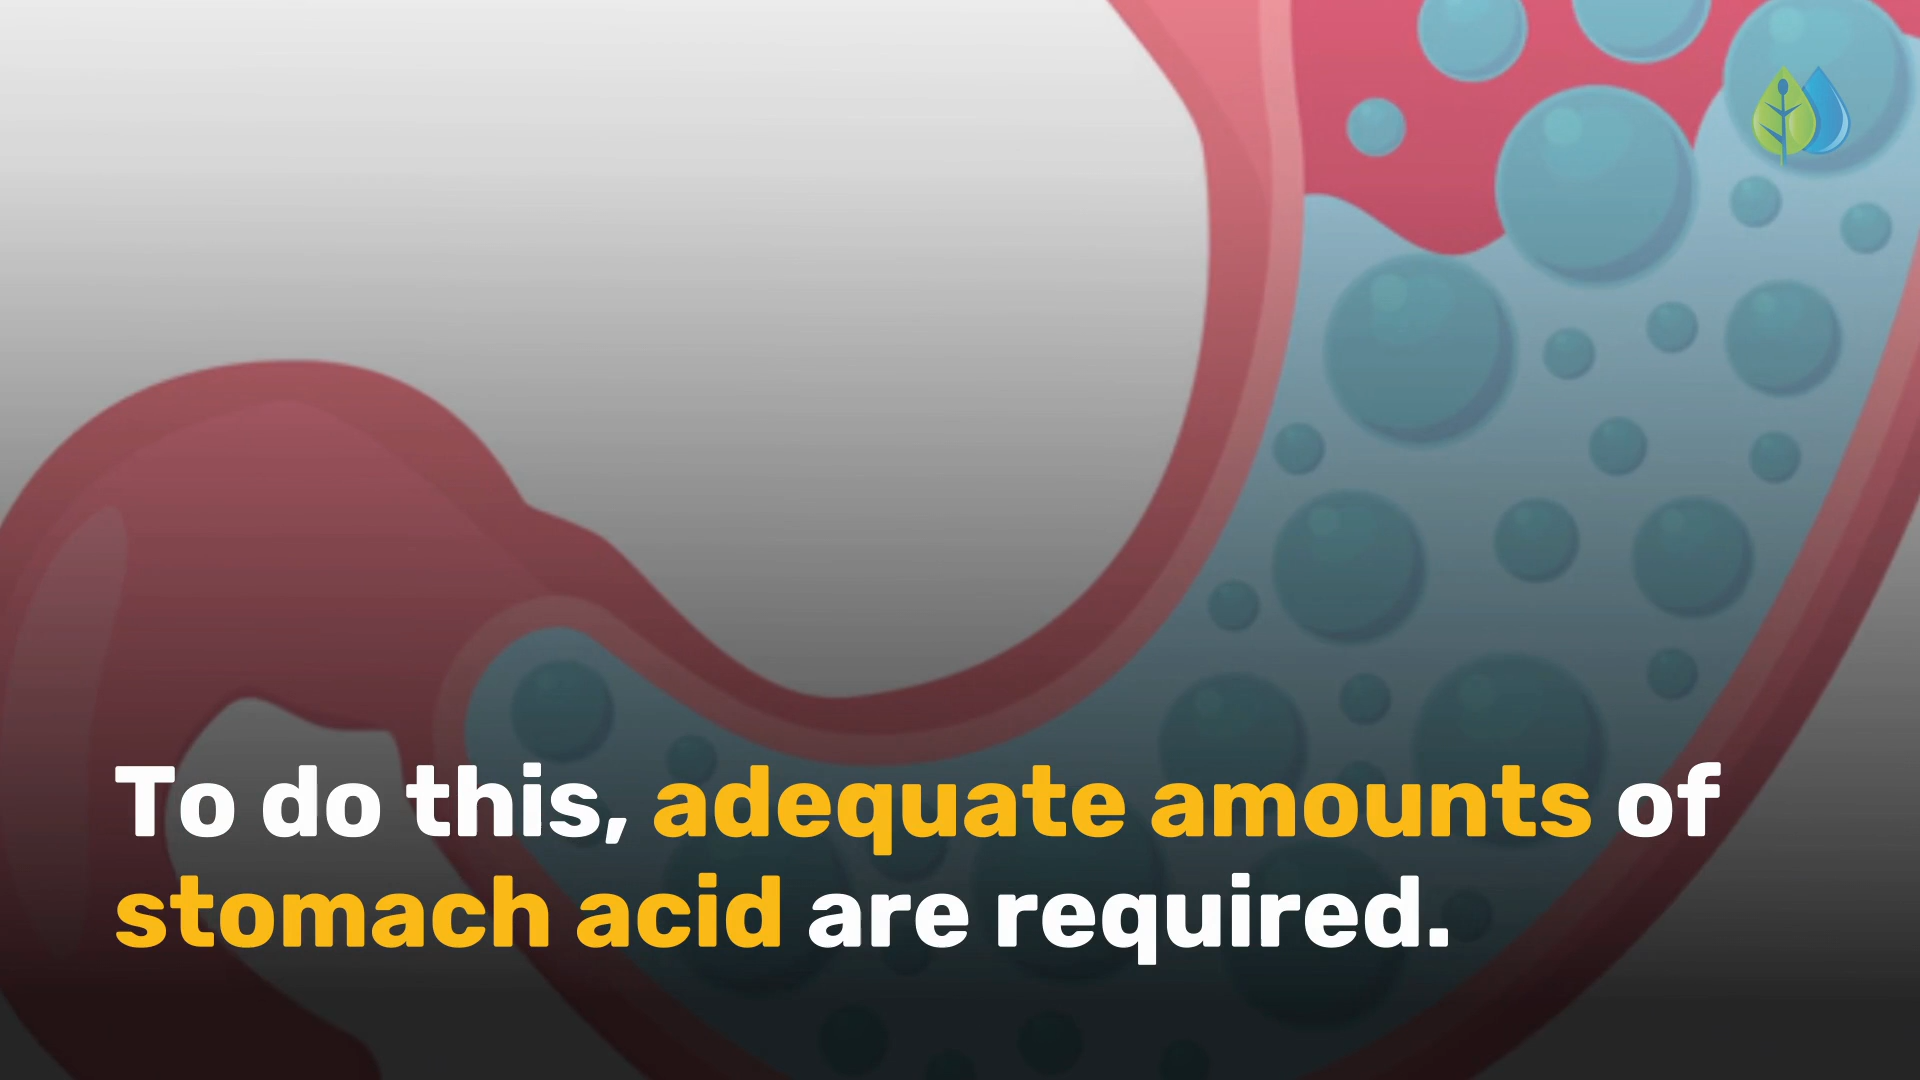 To do this, adequate amounts of
stomach acid are required.